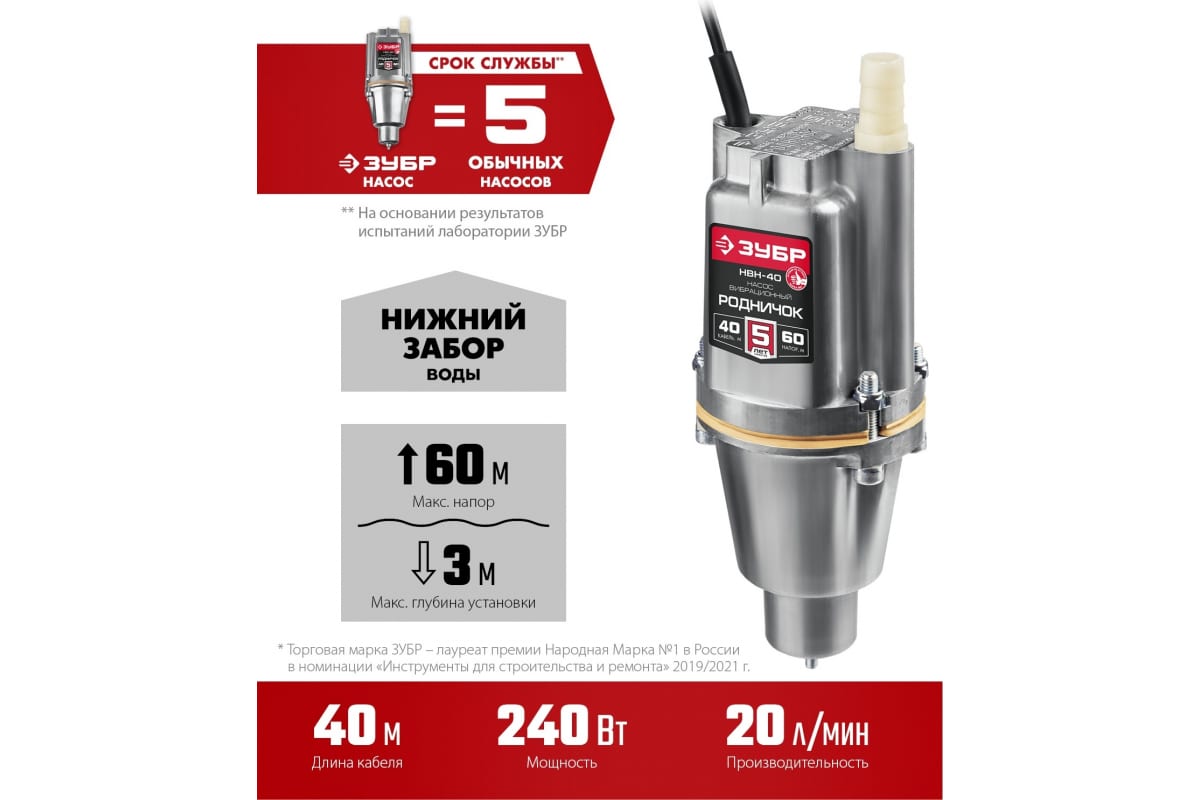 СРОК СЛУЖБЫ**
= 5
ЗУБР
НАСОС
ОБЫЧНЫХ
НАСОСОВ
** На основании результатов
испытаний лаборатории ЗУБР
НИЖНИЙ
ЗАБОР
ВОДЫ
60 м
Макс. напор
3 м
Макс. глубина установки
ЗУБР
НВН-40
НАСОС
ВИБРАЦИОННЫЙ
РОДНИЧОК
40
КАБЕЛЬ, м
5
ЛЕТ
60
НАПОР, м
* Торговая марка ЗУБР – лауреат премии Народная Марка №1 в России
в номинации «Инструменты для строительства и ремонта» 2019/2021 г.
40 м
Длина кабеля
240 Вт
Мощность
20 л/мин
Производительность